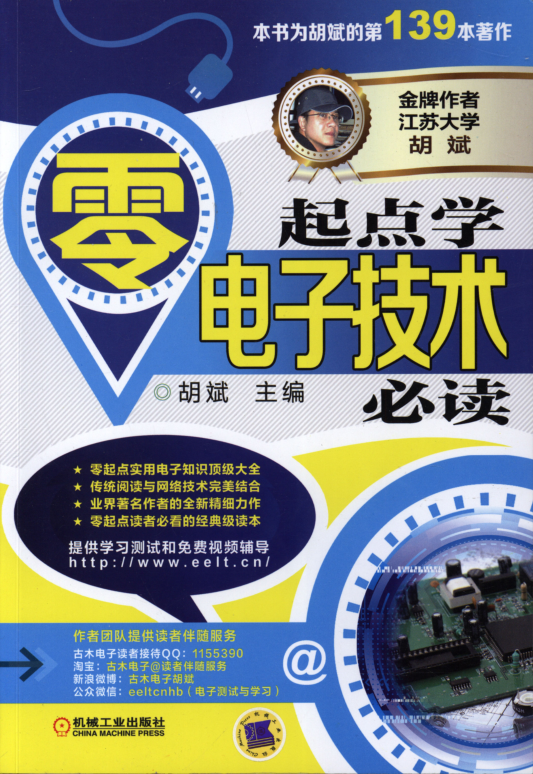 本书为胡斌的第139本著作
金牌作者
江苏大学
胡 斌
零
起点学
电子技术
必读
◎胡斌 主编
★ 零起点实用电子知识顶级大全
★ 传统阅读与网络技术完美结合
★ 业界著名作者的全新精细力作
★ 零起点读者必看的经典级读本
提供学习测试和免费视频辅导
http://www.eelt.cn/
作者团队提供读者伴随服务
古木电子读者接待QQ：1155390
淘宝：古木电子@读者伴随服务
新浪微博：古木电子胡斌
公众微信：eeltcnhb（电子测试与学习）
@
机械工业出版社
CHINA MACHINE PRESS